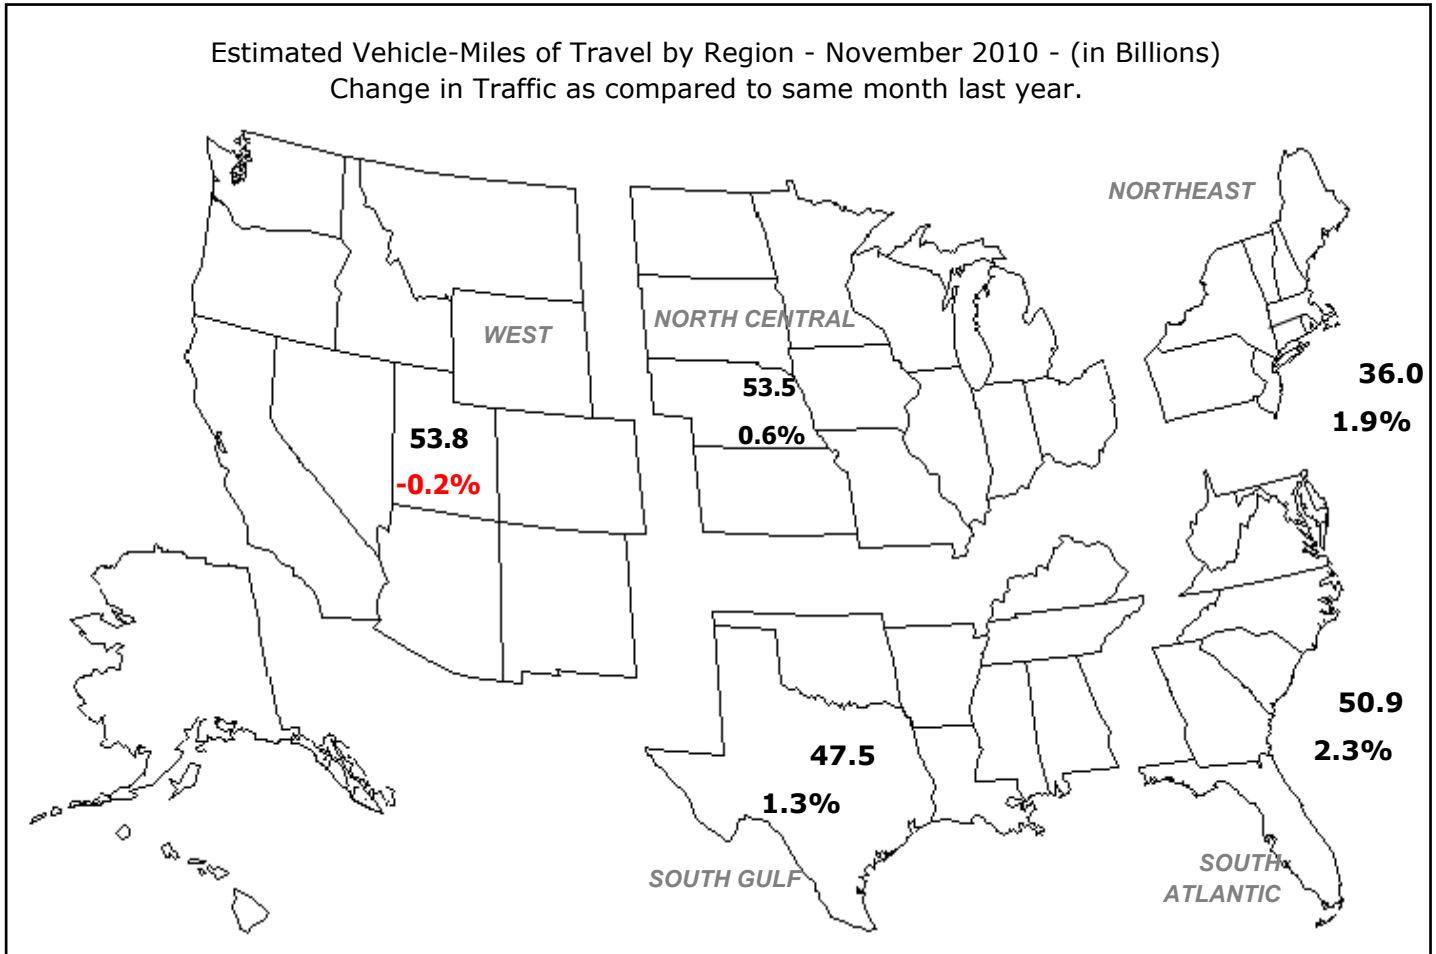 Estimated Vehicle-Miles of Travel by Region - November 2010 - (in Billions)
Change in Traffic as compared to same month last year.
NORTHEAST
WEST
NORTH CENTRAL
36.0
1.9%
53.5
0.6%
53.8
-0.2%
50.9
2.3%
47.5
1.3%
SOUTH GULF
SOUTH
ATLANTIC